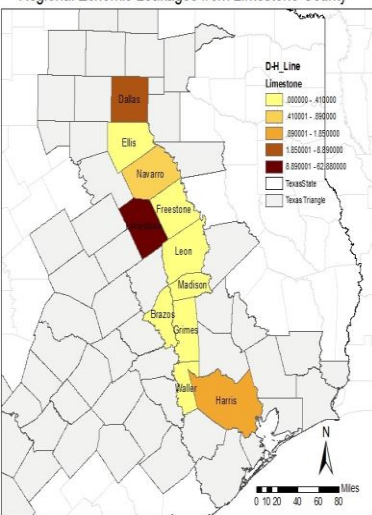 Regional Economic Leakages from Limestone County
D-H_Line
Limestone
.000000 - .410000
.410001 - .890000
.890001 - 1.850000
1.850001 - 8.890000
8.890001 - 62.880000
TexasState
Texas Triangle
Dallas
Ellis
Navarro
Freestone
Leon
Madison
Brazos
Grimes
Waller
Harris
N
Miles
0 10 20 40 60 80